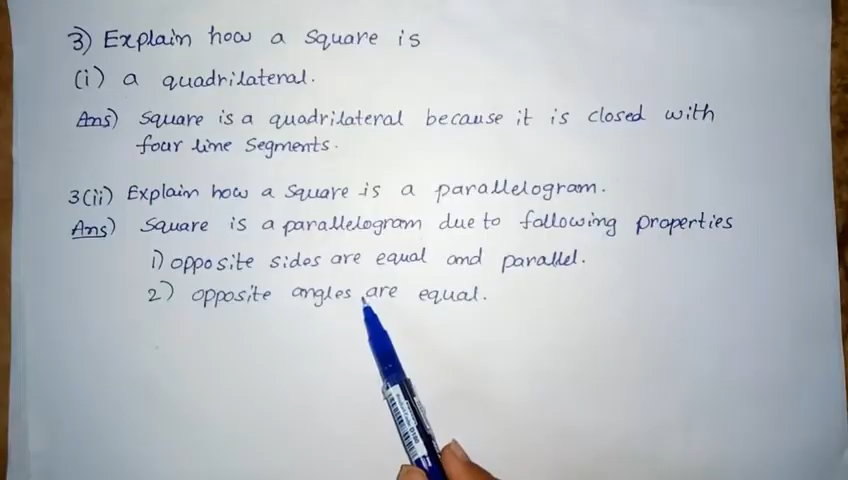 3) Explain how a square is
(i) a quadrilateral.
Ans) Square is a quadrilateral because it is closed with
four line segments.
3(ii) Explain how a square is a parallelogram.
Ans) Square is a parallelogram due to following properties
1) opposite sides are equal and parallel.
2) opposite angles are equal.